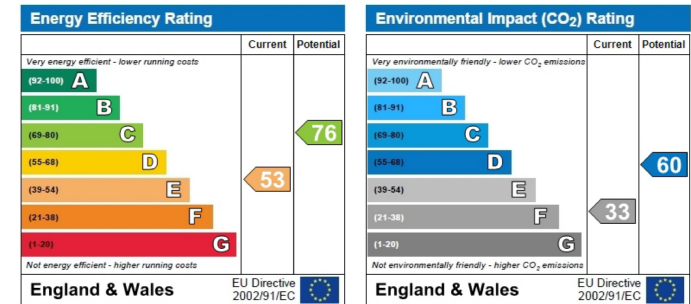 Energy Efficiency Rating
Current Potential
Very energy efficient - lower running costs
(92-100) A
(81-91) B
(69-80) C
76
(55-68) D
(39-54) E
53
(21-38) F
(1-20) G
Not energy efficient - higher running costs
England & Wales
EU Directive
2002/91/EC
Environmental Impact (CO2) Rating
Current Potential
Very environmentally friendly - lower CO2 emissions
(92-100) A
(81-91) B
(69-80) C
(55-68) D
60
(39-54) E
(21-38) F
33
(1-20) G
Not environmentally friendly - higher CO2 emissions
England & Wales
EU Directive
2002/91/EC